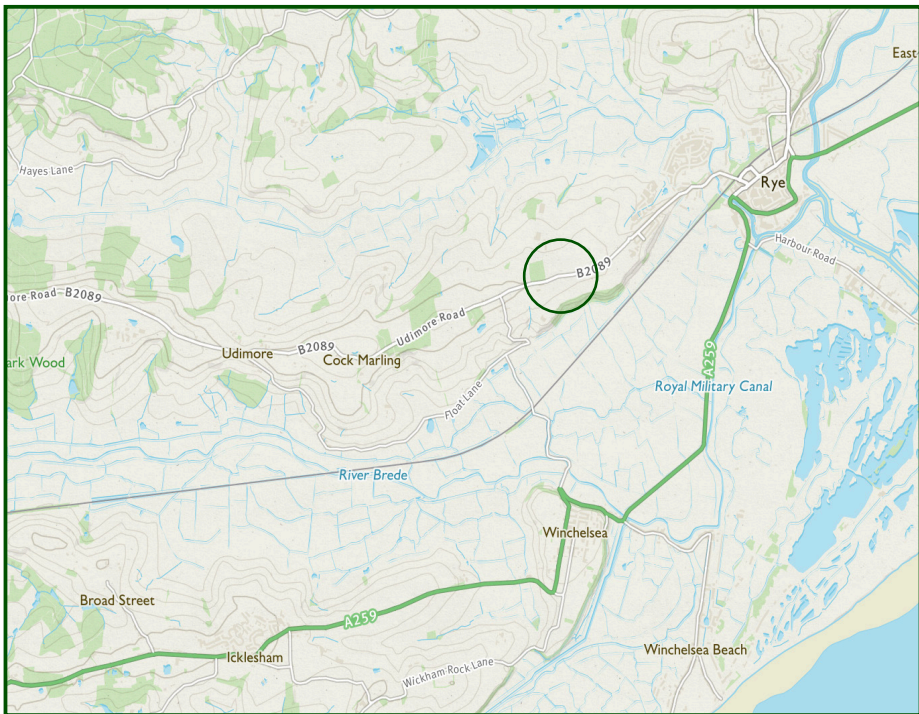 East
Hayes Lane
Rye
Harbour Road
B2089
ore Road B2089
Udimore Road
B2089
Udimore
Cock Marling
ark Wood
A259
Royal Military Canal
Float Lane
River Brede
Winchelsea
Broad Street
A259
Icklesham
Winchelsea Beach
Wickham Rock Lane